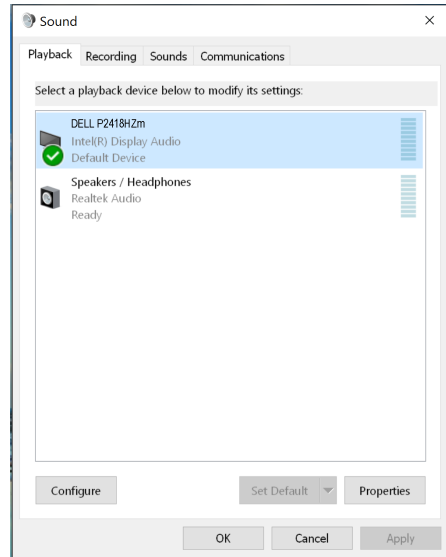 Sound
Playback Recording Sounds Communications
Select a playback device below to modify its settings:
DELL P2418HZm
Intel(R) Display Audio
Default Device
Speakers / Headphones
Realtek Audio
Ready
Configure Set Default Properties
OK Cancel Apply